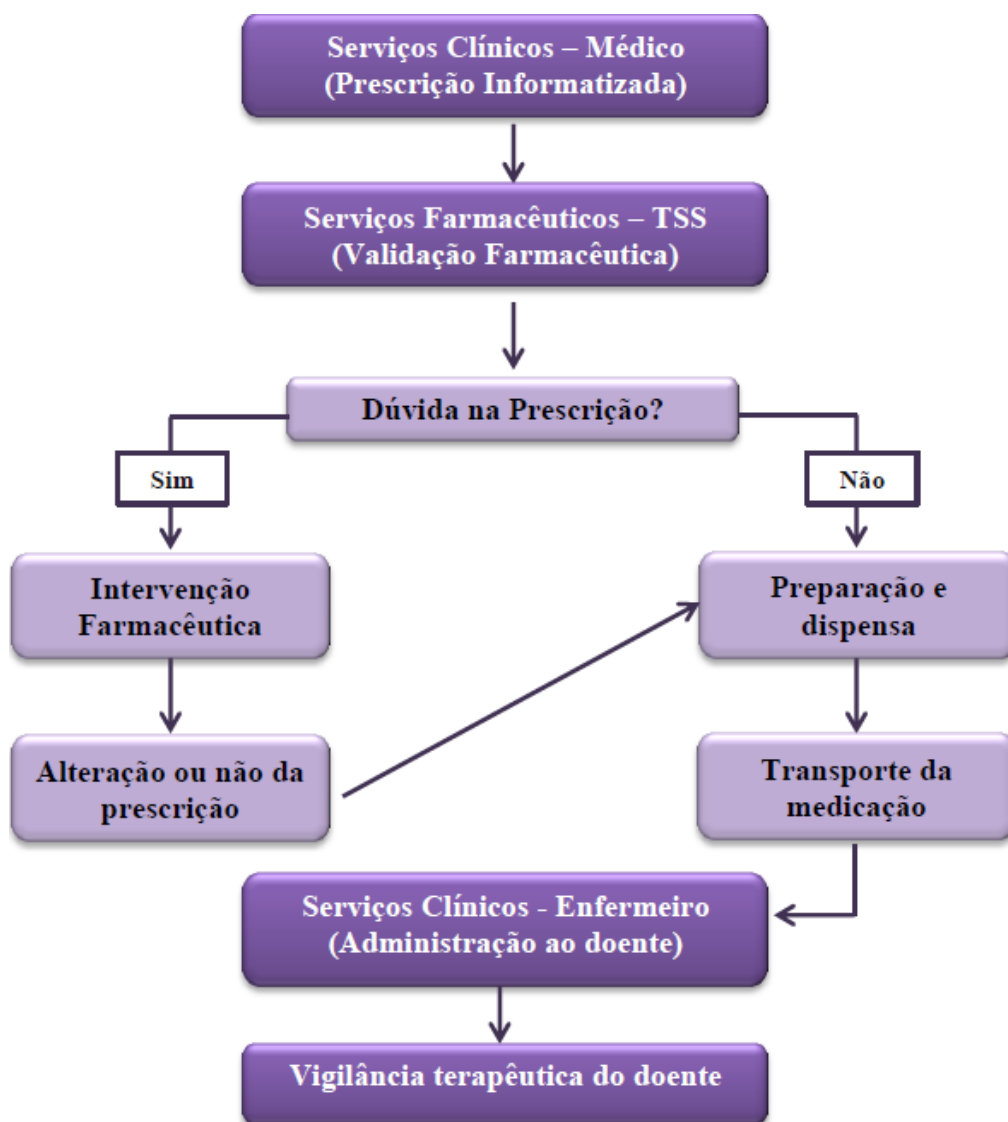 Serviços Clínicos – Médico
(Prescrição Informatizada)
Serviços Farmacêuticos – TSS
(Validação Farmacêutica)
Dúvida na Prescrição?
Sim
Não
Intervenção
Farmacêutica
Preparação e
dispensa
Alteração ou não da
prescrição
Transporte da
medicação
Serviços Clínicos - Enfermeiro
(Administração ao doente)
Vigilância terapêutica do doente